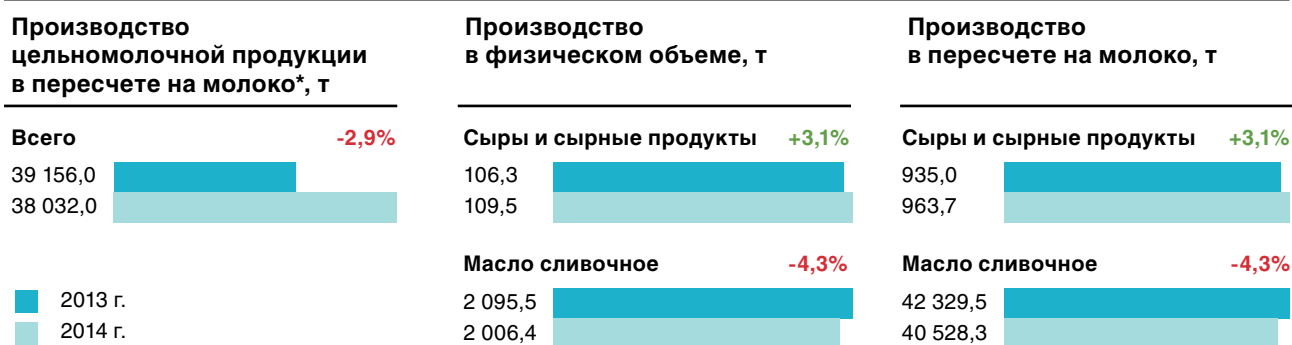 Производство
цельномолочной продукции
в пересчете на молоко*, т
Всего -2,9%
39 156,0
38 032,0
2013 г.
2014 г.
Производство
в физическом объеме, т
Сыры и сырные продукты +3,1%
106,3
109,5
Масло сливочное -4,3%
2 095,5
2 006,4
Производство
в пересчете на молоко, т
Сыры и сырные продукты +3,1%
935,0
963,7
Масло сливочное -4,3%
42 329,5
40 528,3